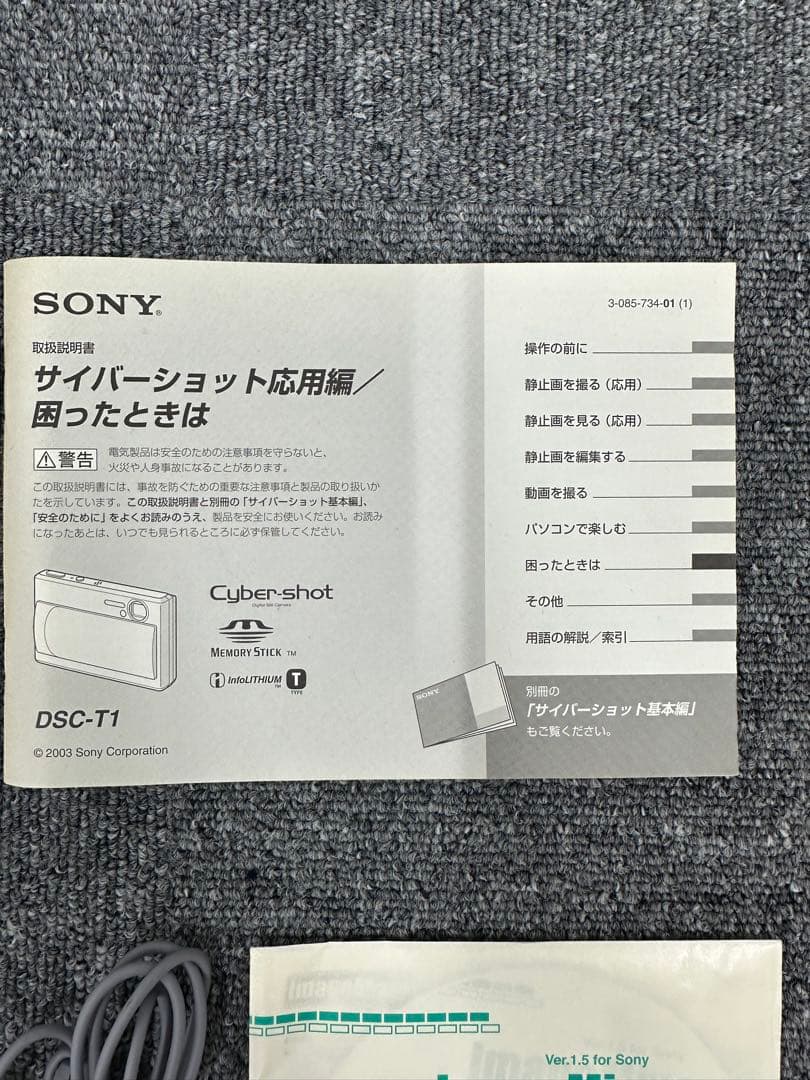 SONY®
取扱説明書
サイバーショット応用編／
困ったときは
警告
電気製品は安全のための注意事項を守らないと、
火災や人身事故になることがあります。
この取扱説明書には、事故を防ぐための重要な注意事項と製品の取り扱いか
たを示しています。この取扱説明書と別冊の「サイバーショット基本編」、
「安全のために」をよくお読みのうえ、製品を安全にお使いください。お読み
になったあとは、いつでも見られるところに必ず保管してください。
Cyber-shot
Digital Still Camera
MEMORY STICK TM
InfoLITHIUM TM T TYPE
DSC-T1
© 2003 Sony Corporation
3-085-734-01 (1)
操作の前に
静止画を撮る（応用）
静止画を見る（応用）
静止画を編集する
動画を撮る
パソコンで楽しむ
困ったときは
その他
用語の解説／索引
SONY
別冊の
「サイバーショット基本編」
もご覧ください。
Ver.1.5 for Sony